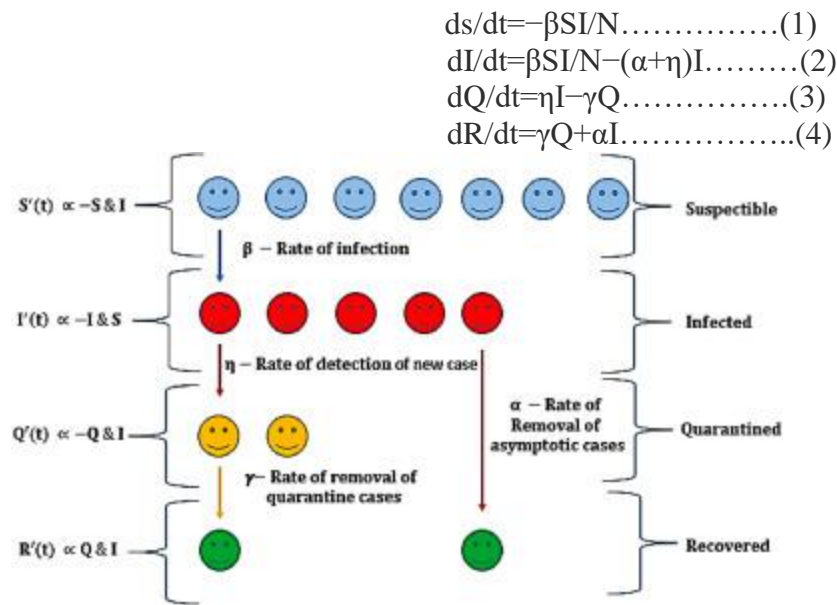 ds/dt=−βSI/N……………(1)
dI/dt=βSI/N−(α+η)I………(2)
dQ/dt=ηI−γQ…………….(3)
dR/dt=γQ+αI……………..(4)
S'(t) ∝ −S & I
Suspectible
β − Rate of infection
I'(t) ∝ −I & S
Infected
η − Rate of detection of new case
α − Rate of
Removal of
asymptotic cases
Q'(t) ∝ −Q & I
Quarantined
γ− Rate of removal of
quarantine cases
R'(t) ∝ Q & I
Recovered